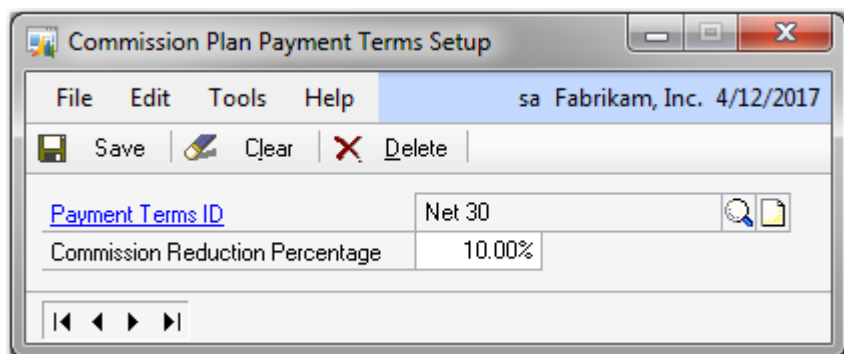 Commission Plan Payment Terms Setup
File Edit Tools Help sa Fabrikam, Inc. 4/12/2017
Save Clear Delete
Payment Terms ID Net 30
Commission Reduction Percentage 10.00%